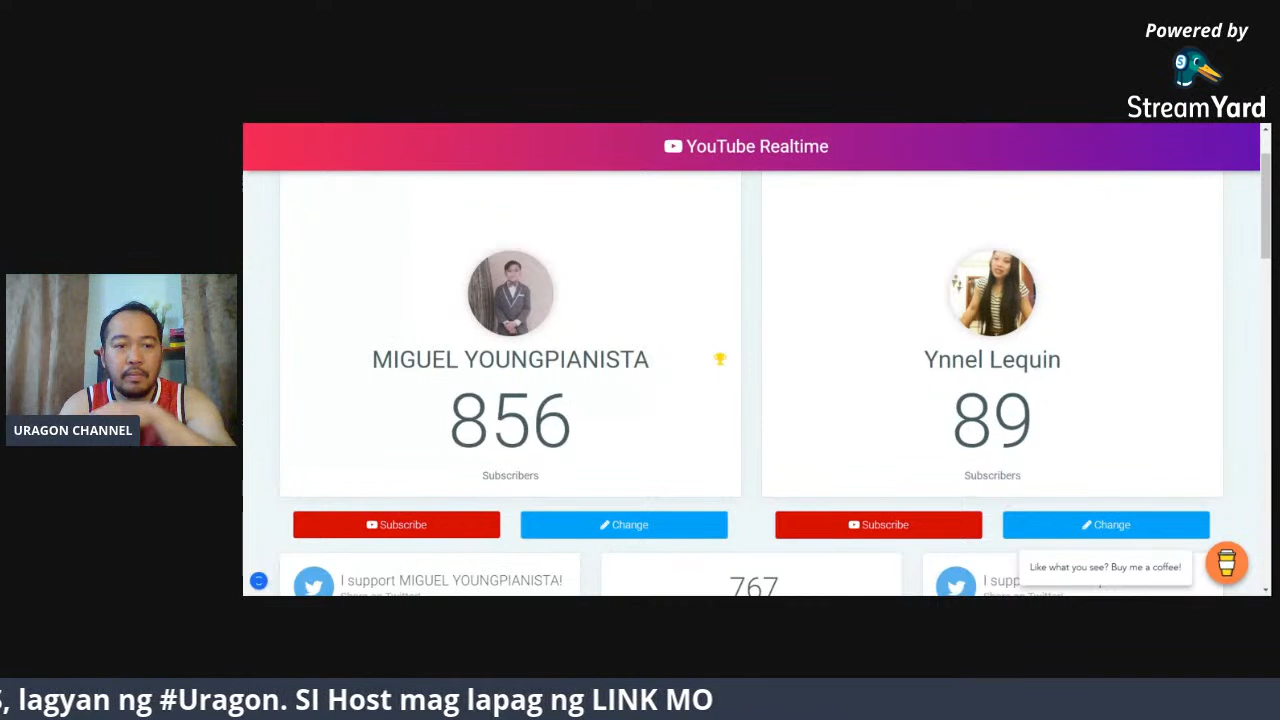 Powered by
StreamYard
YouTube Realtime
MIGUEL YOUNGPIANISTA
856
Subscribers
Subscribe
Change
Ynnel Lequin
89
Subscribers
Subscribe
Change
URAGON CHANNEL
I support MIGUEL YOUNGPIANISTA!
767
I sup
Like what you see? Buy me a coffee!
, lagyan ng #Uragon. SI Host mag lapag ng LINK MO